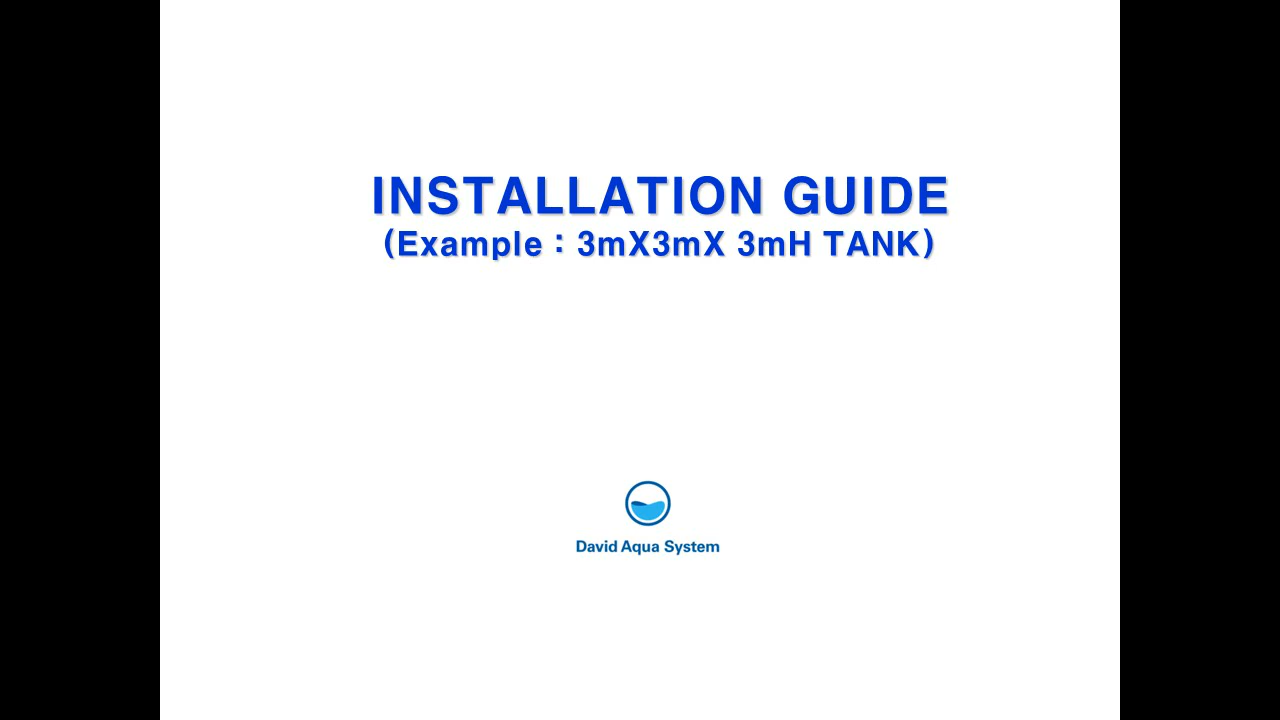 INSTALLATION GUIDE
(Example : 3mX3mX 3mH TANK)
David Aqua System